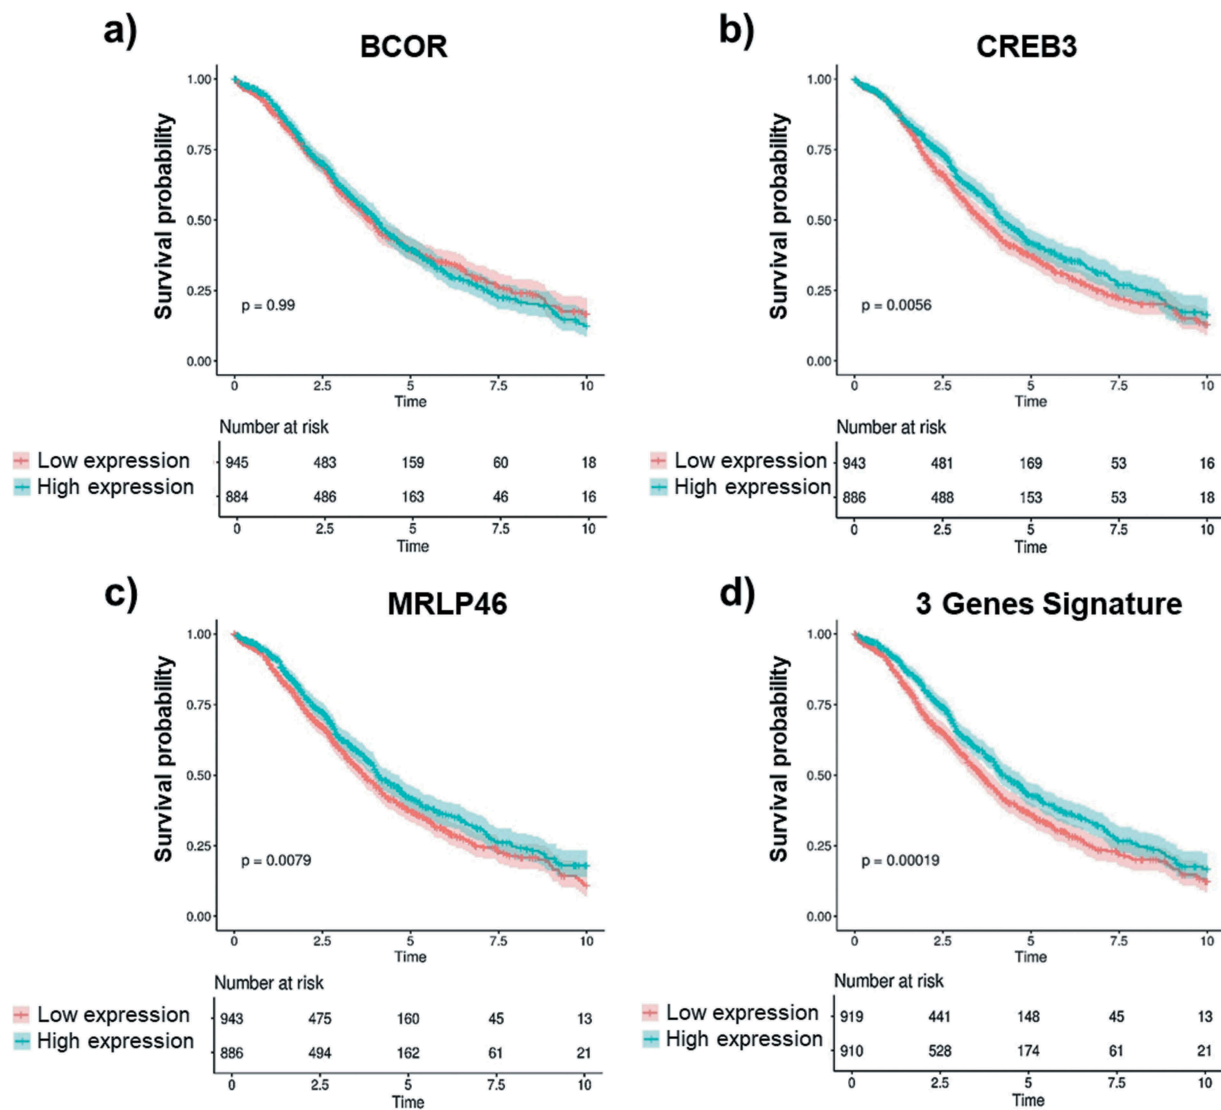 a)
BCOR
Survival probability
1.00
0.75
0.50
0.25
0.00
p = 0.99
0 2.5 5 7.5 10
Time
Number at risk
Low expression 945 483 159 60 18
High expression 884 486 163 46 16
0 2.5 5 7.5 10
Time
b)
CREB3
Survival probability
1.00
0.75
0.50
0.25
0.00
p = 0.0056
0 2.5 5 7.5 10
Time
Number at risk
Low expression 943 481 169 53 16
High expression 886 488 153 53 18
0 2.5 5 7.5 10
Time
c)
MRLP46
Survival probability
1.00
0.75
0.50
0.25
0.00
p = 0.0079
0 2.5 5 7.5 10
Time
Number at risk
Low expression 943 475 160 45 13
High expression 886 494 162 61 21
0 2.5 5 7.5 10
Time
d)
3 Genes Signature
Survival probability
1.00
0.75
0.50
0.25
0.00
p = 0.00019
0 2.5 5 7.5 10
Time
Number at risk
Low expression 919 441 148 45 13
High expression 910 528 174 61 21
0 2.5 5 7.5 10
Time